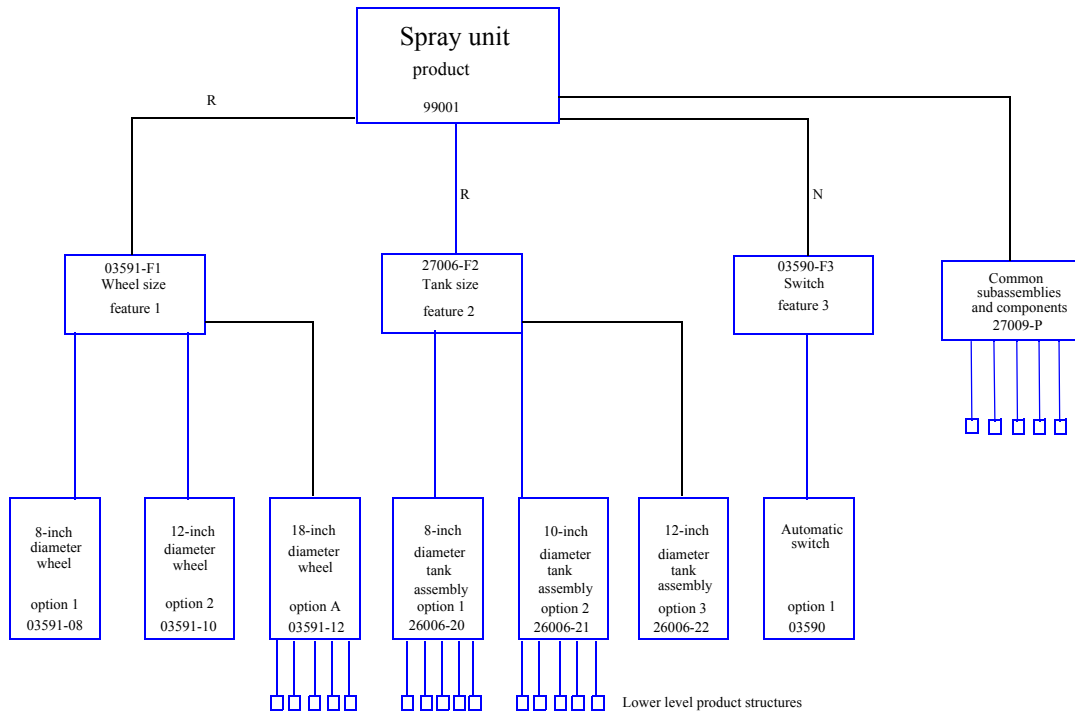 Spray unit
product
99001
R
R
N
03591-F1
Wheel size
feature 1
27006-F2
Tank size
feature 2
03590-F3
Switch
feature 3
Common
subassemblies
and components
27009-P
8-inch
diameter
wheel
option 1
03591-08
12-inch
diameter
wheel
option 2
03591-10
18-inch
diameter
wheel
option A
03591-12
8-inch
diameter
tank
assembly
option 1
26006-20
10-inch
diameter
tank
assembly
option 2
26006-21
12-inch
diameter
tank
assembly
option 3
26006-22
Automatic
switch
option 1
03590
Lower level product structures